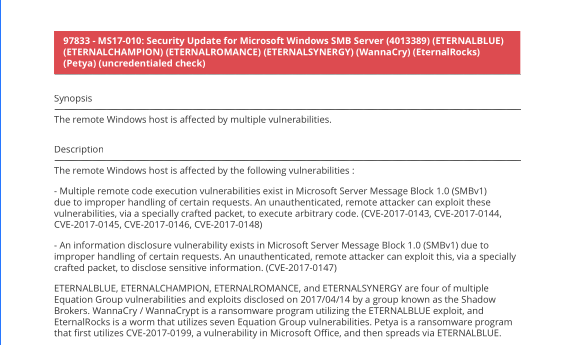 97833 - MS17-010: Security Update for Microsoft Windows SMB Server (4013389) (ETERNALBLUE)
(ETERNALCHAMPION) (ETERNALROMANCE) (ETERNALSYNERGY) (WannaCry) (EternalRocks)
(Petya) (uncredentialed check)
Synopsis
The remote Windows host is affected by multiple vulnerabilities.
Description
The remote Windows host is affected by the following vulnerabilities :
- Multiple remote code execution vulnerabilities exist in Microsoft Server Message Block 1.0 (SMBv1)
due to improper handling of certain requests. An unauthenticated, remote attacker can exploit these
vulnerabilities, via a specially crafted packet, to execute arbitrary code. (CVE-2017-0143, CVE-2017-0144,
CVE-2017-0145, CVE-2017-0146, CVE-2017-0148)
- An information disclosure vulnerability exists in Microsoft Server Message Block 1.0 (SMBv1) due to
improper handling of certain requests. An unauthenticated, remote attacker can exploit this, via a specially
crafted packet, to disclose sensitive information. (CVE-2017-0147)
ETERNALBLUE, ETERNALCHAMPION, ETERNALROMANCE, and ETERNALSYNERGY are four of multiple
Equation Group vulnerabilities and exploits disclosed on 2017/04/14 by a group known as the Shadow
Brokers. WannaCry / WannaCrypt is a ransomware program utilizing the ETERNALBLUE exploit, and
EternalRocks is a worm that utilizes seven Equation Group vulnerabilities. Petya is a ransomware program
that first utilizes CVE-2017-0199, a vulnerability in Microsoft Office, and then spreads via ETERNALBLUE.